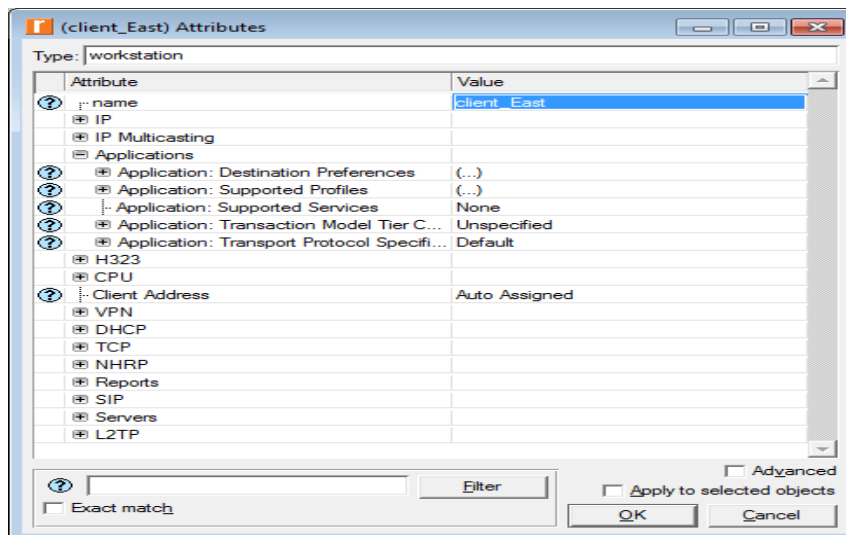 (client_East) Attributes
Type: workstation
Attribute Value
name client_East
IP
IP Multicasting
Applications
Application: Destination Preferences (...)
Application: Supported Profiles (...)
Application: Supported Services None
Application: Transaction Model Tier C... Unspecified
Application: Transport Protocol Specifi... Default
H323
CPU
Client Address Auto Assigned
VPN
DHCP
TCP
NHRP
Reports
SIP
Servers
L2TP
Advanced
Filter Apply to selected objects
Exact match OK Cancel